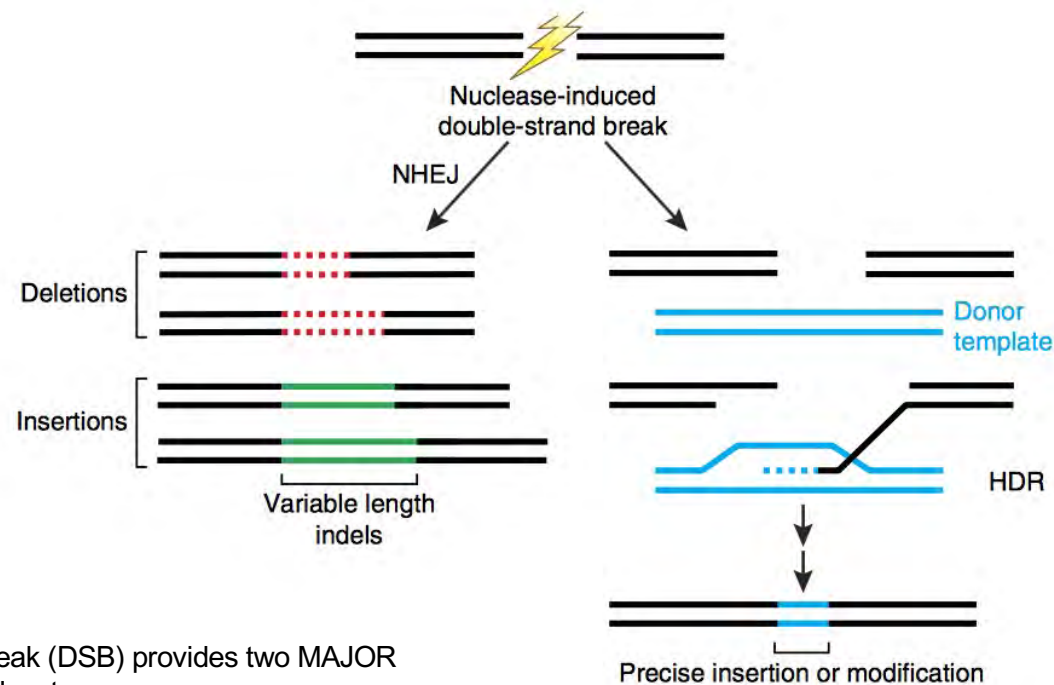 Nuclease-induced
double-strand break
NHEJ
Deletions
Insertions
Variable length
indels
Donor
template
HDR
Precise insertion or modification
eak (DSB) provides two MAJOR